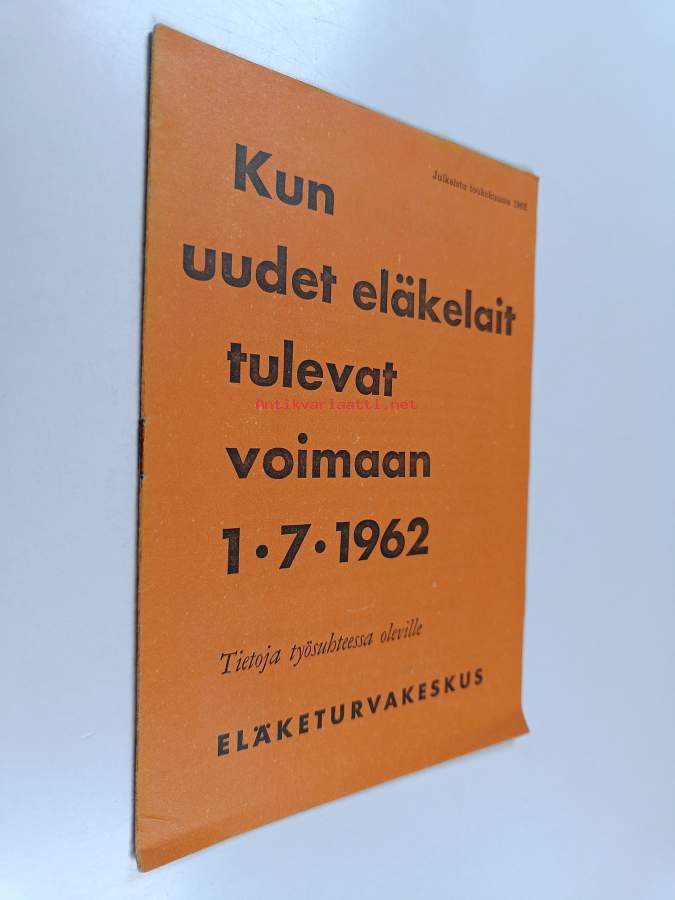 Julkaistu toukokuussa 1962
Kun
uudet eläkelait
tulevat
Antikvariaatti.net
voimaan
1·7·1962
Tietoja työsuhteessa oleville
ELÄKETURVAKESKUS